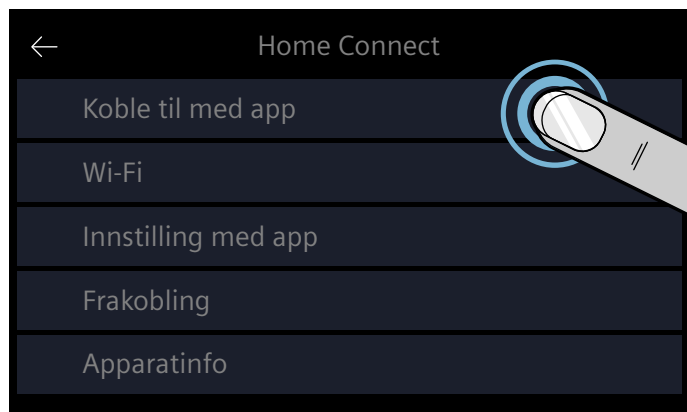 Home Connect
Koble til med app
Wi-Fi
Innstilling med app
Frakobling
Apparatinfo